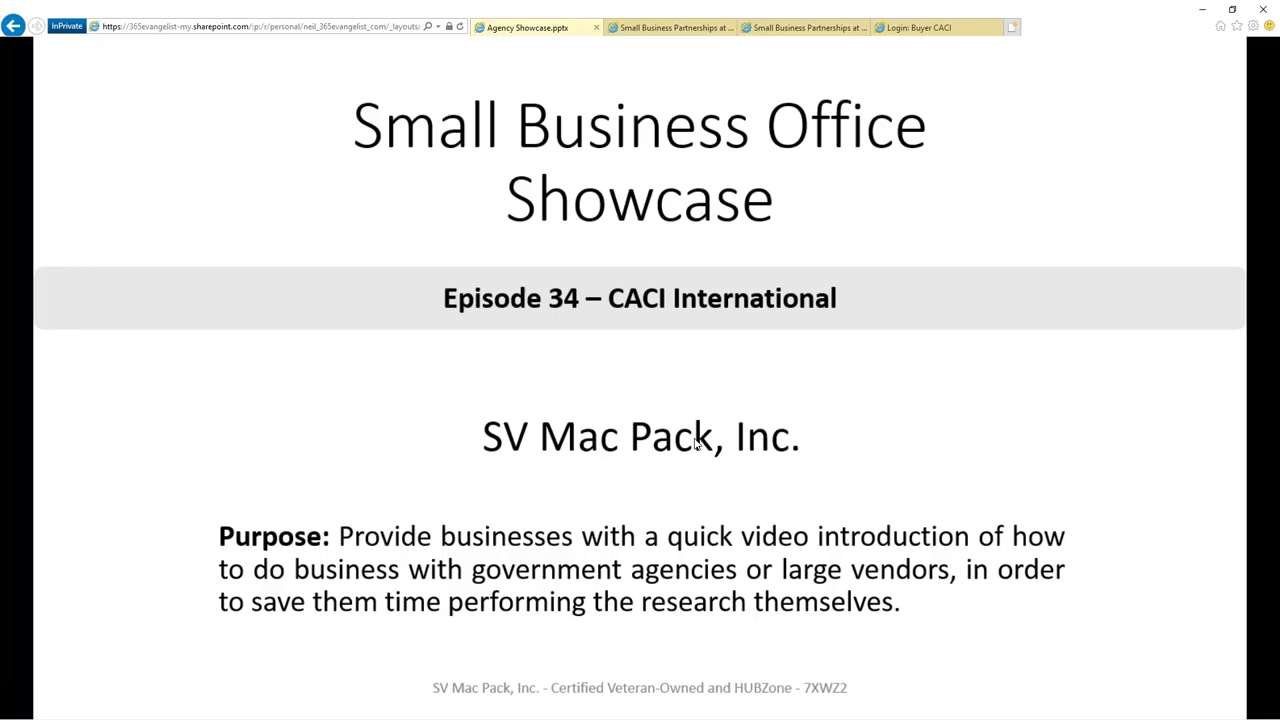 InPrivate
https://365evangelist-my.sharepoint.com/:p:/r/personal/neil_365evangelist_com/_layouts/
Agency Showcase.pptx
Small Business Partnerships at ...
Small Business Partnerships at ...
Login: Buyer CACI
Small Business Office
Showcase
Episode 34 – CACI International
SV Mac Pack, Inc.
Purpose: Provide businesses with a quick video introduction of how
to do business with government agencies or large vendors, in order
to save them time performing the research themselves.
SV Mac Pack, Inc. - Certified Veteran-Owned and HUBZone - 7XWZ2